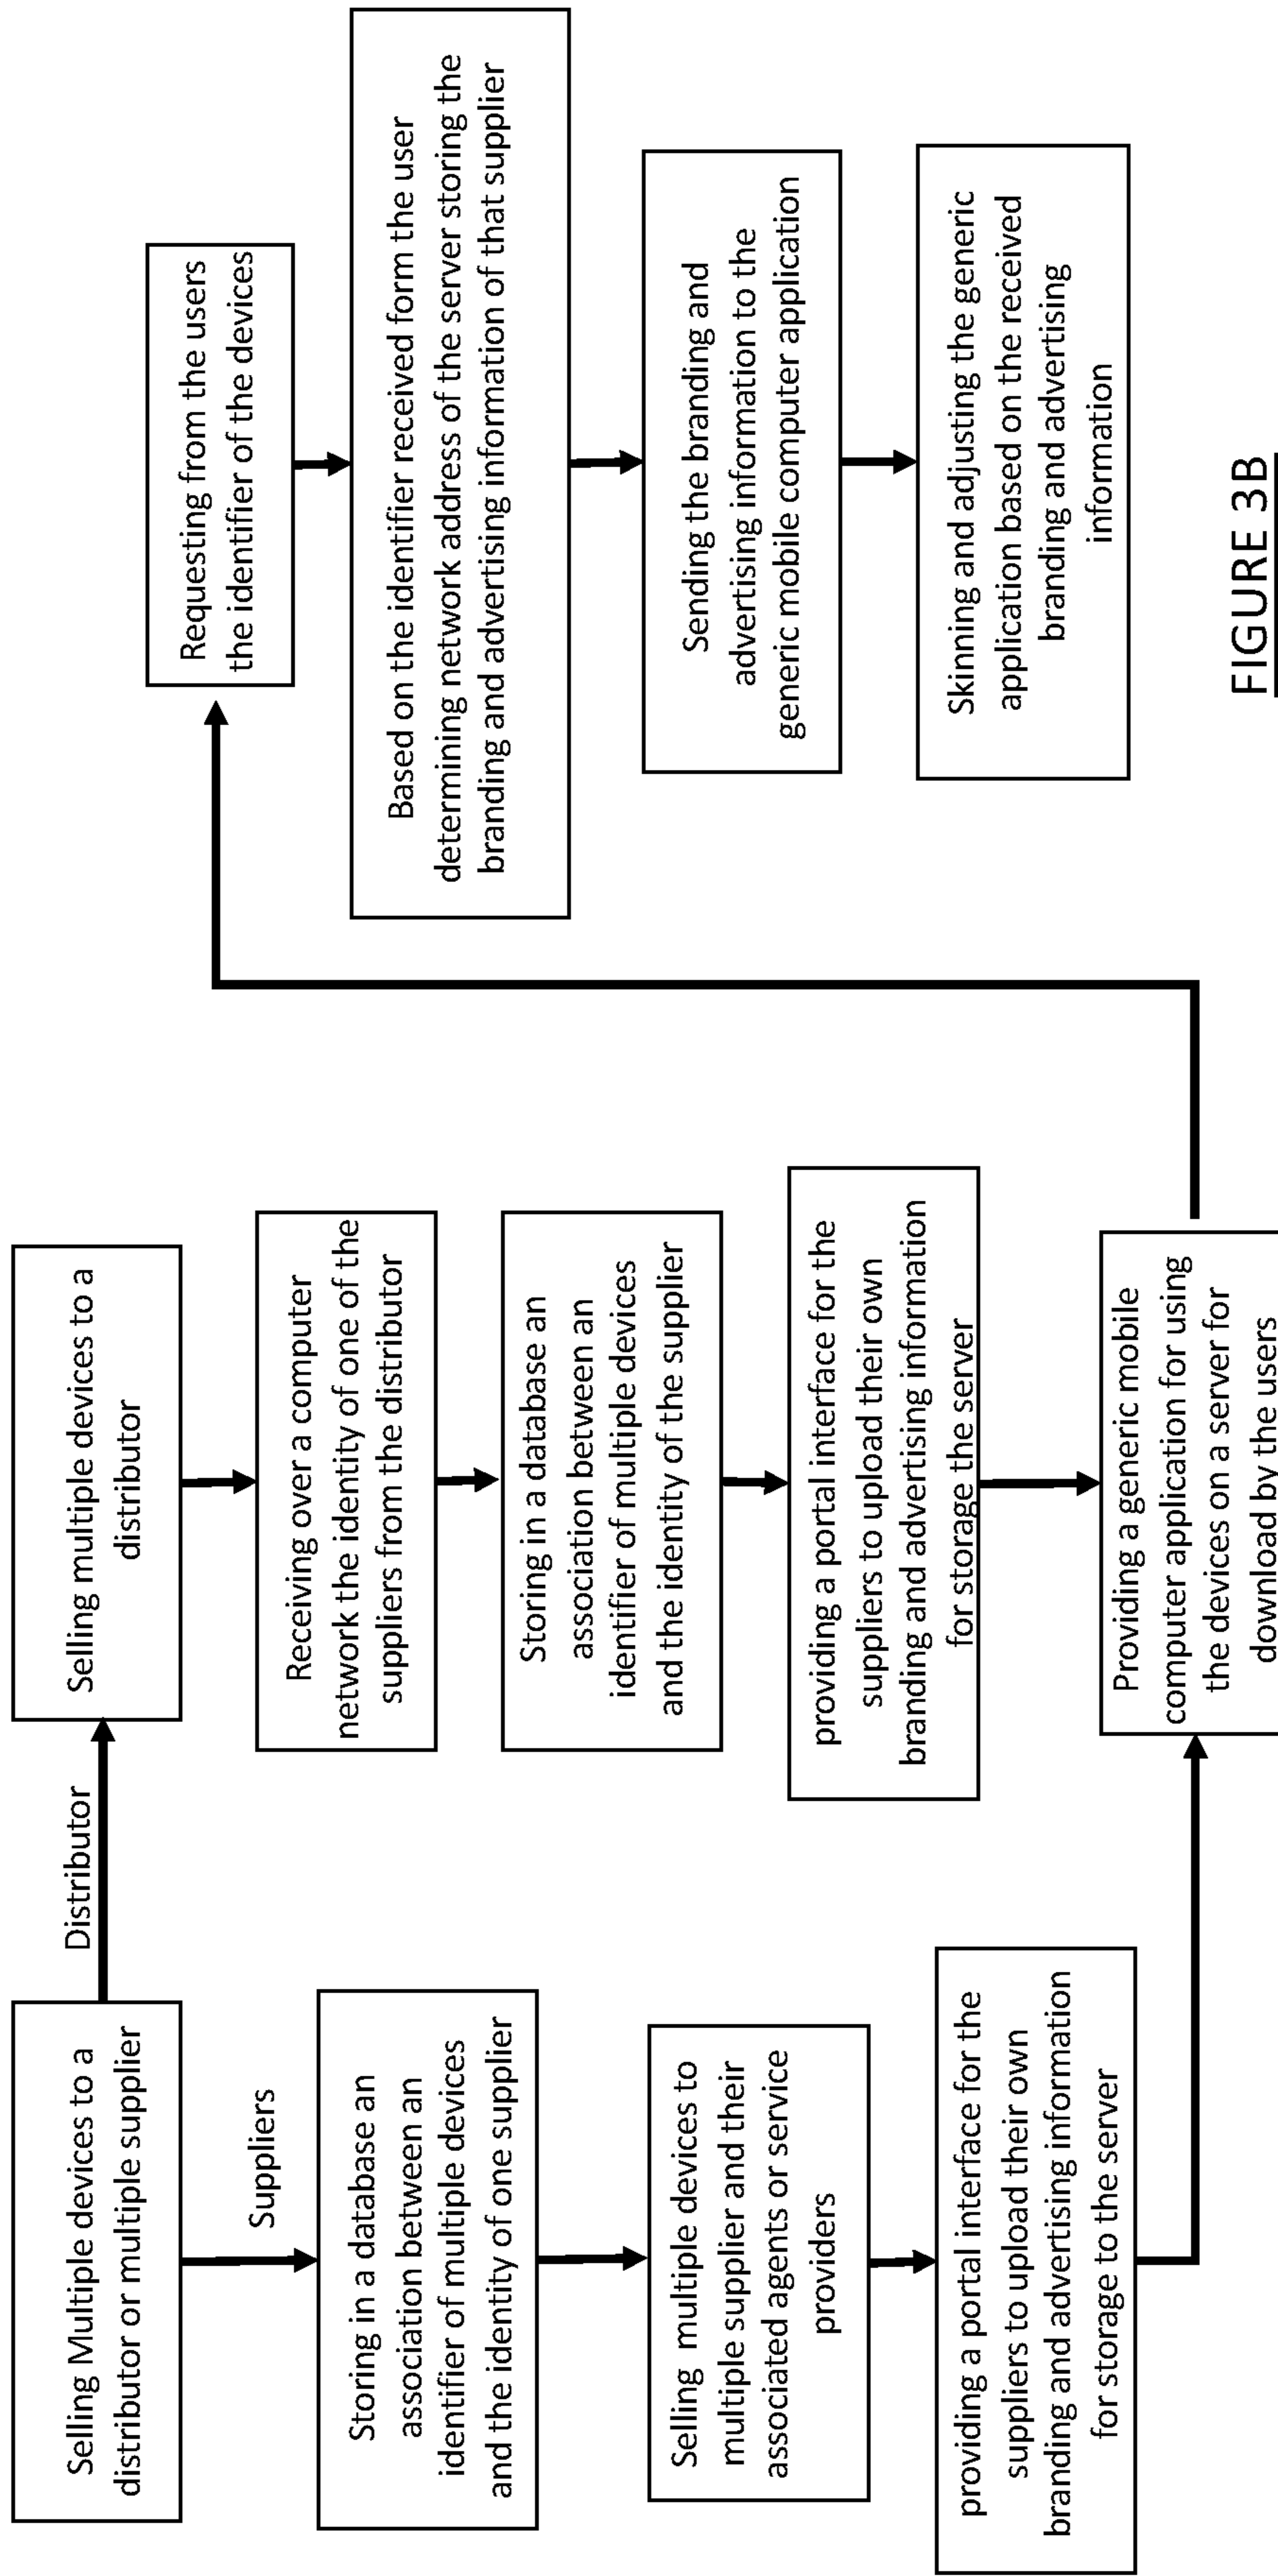 Selling Multiple devices to a
distributor or multiple supplier
Suppliers
Storing in a database an
association between an
identifier of multiple devices
and the identity of one supplier
Selling multiple devices to
multiple supplier and their
associated agents or service
providers
providing a portal interface for the
suppliers to upload their own
branding and advertising information
for storage to the server
Distributor
Selling multiple devices to a
distributor
Receiving over a computer
network the identity of one of the
suppliers from the distributor
Storing in a database an
association between an
identifier of multiple devices
and the identity of the supplier
providing a portal interface for the
suppliers to upload their own
branding and advertising information
for storage the server
Providing a generic mobile
computer application for using
the devices on a server for
download by the users
Requesting from the users
the identifier of the devices
Based on the identifier received form the user
determining network address of the server storing the
branding and advertising information of that supplier
Sending the branding and
advertising information to the
generic mobile computer application
Skinning and adjusting the generic
application based on the received
branding and advertising
information
FIGURE 3B